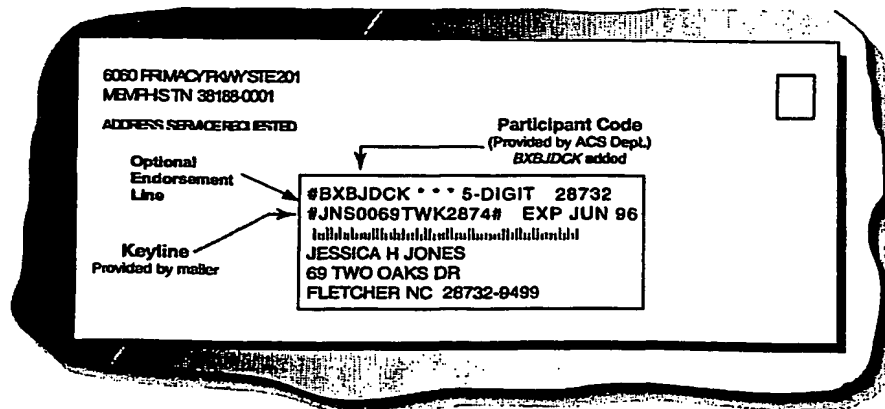 6060 PRIMACY PKWY STE 201
MEMPHIS TN 38188-0001
ADDRESS SERVICE REQUESTED
Participant Code
(Provided by ACS Dept.)
BXBJDCK added
Optional
Endorsement
Line
#BXBJDCK * * * 5-DIGIT 28732
#JNS0069TWK2874# EXP JUN 96
Keyline
Provided by mailer
JESSICA H JONES
69 TWO OAKS DR
FLETCHER NC 28732-9499